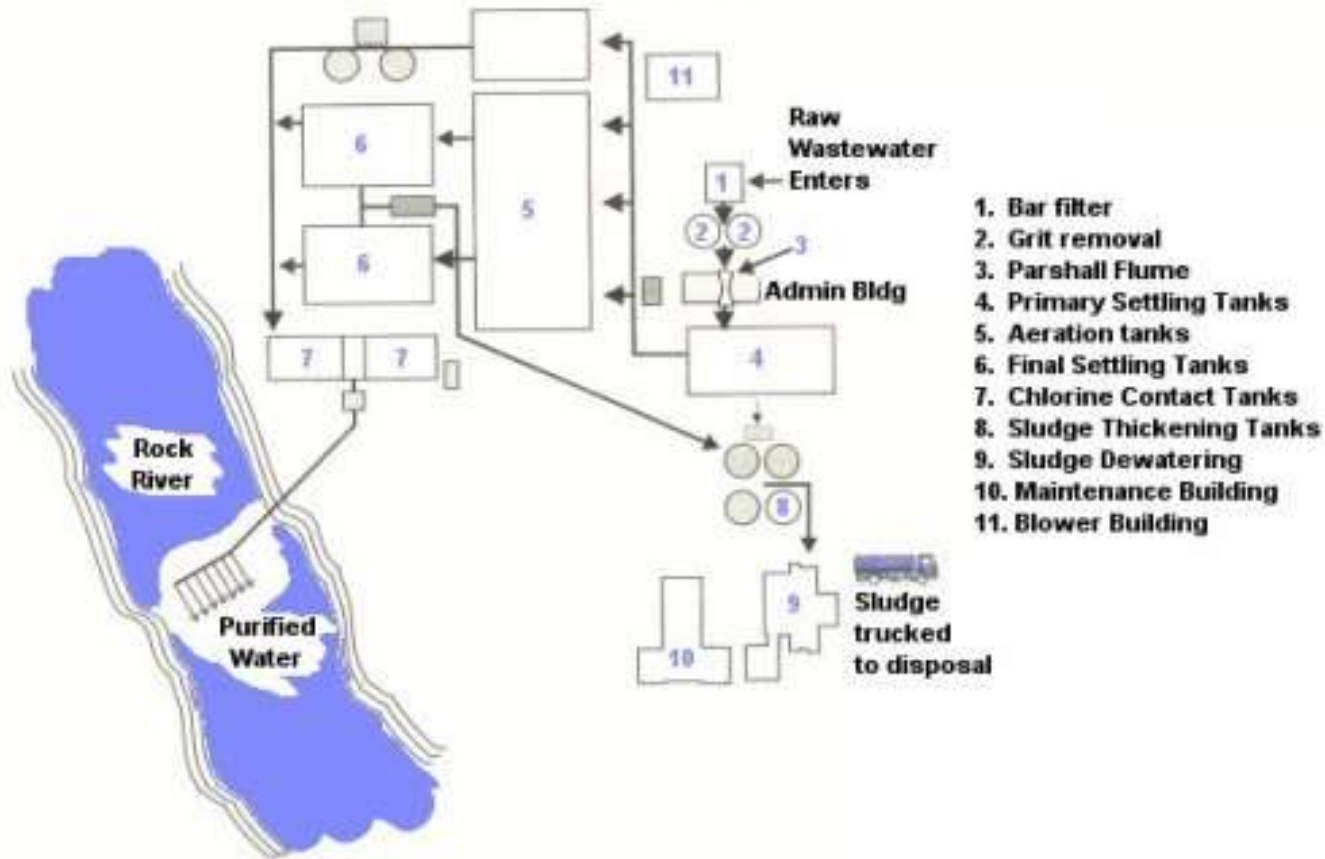 11
Raw
Wastewater
Enters
6
1
5
2 2
3
6
Admin Bldg
7 7
4
1. Bar filter
2. Grit removal
3. Parshall Flume
4. Primary Settling Tanks
5. Aeration tanks
6. Final Settling Tanks
7. Chlorine Contact Tanks
8. Sludge Thickening Tanks
9. Sludge Dewatering
10. Maintenance Building
11. Blower Building
Rock
River
8
Purified
Water
9
10
Sludge
trucked
to disposal